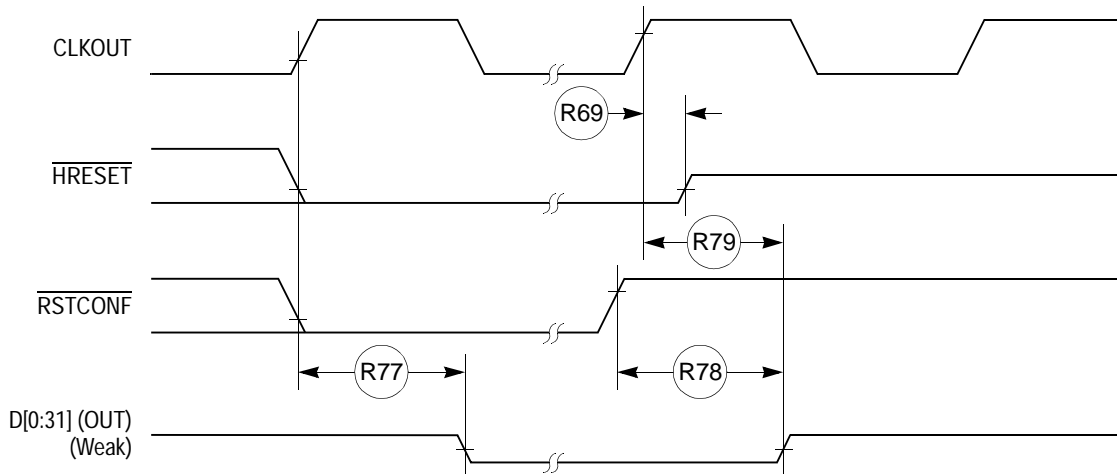 CLKOUT
R69
HRESET
R79
RSTCONF
R77
R78
D[0:31] (OUT)
(Weak)